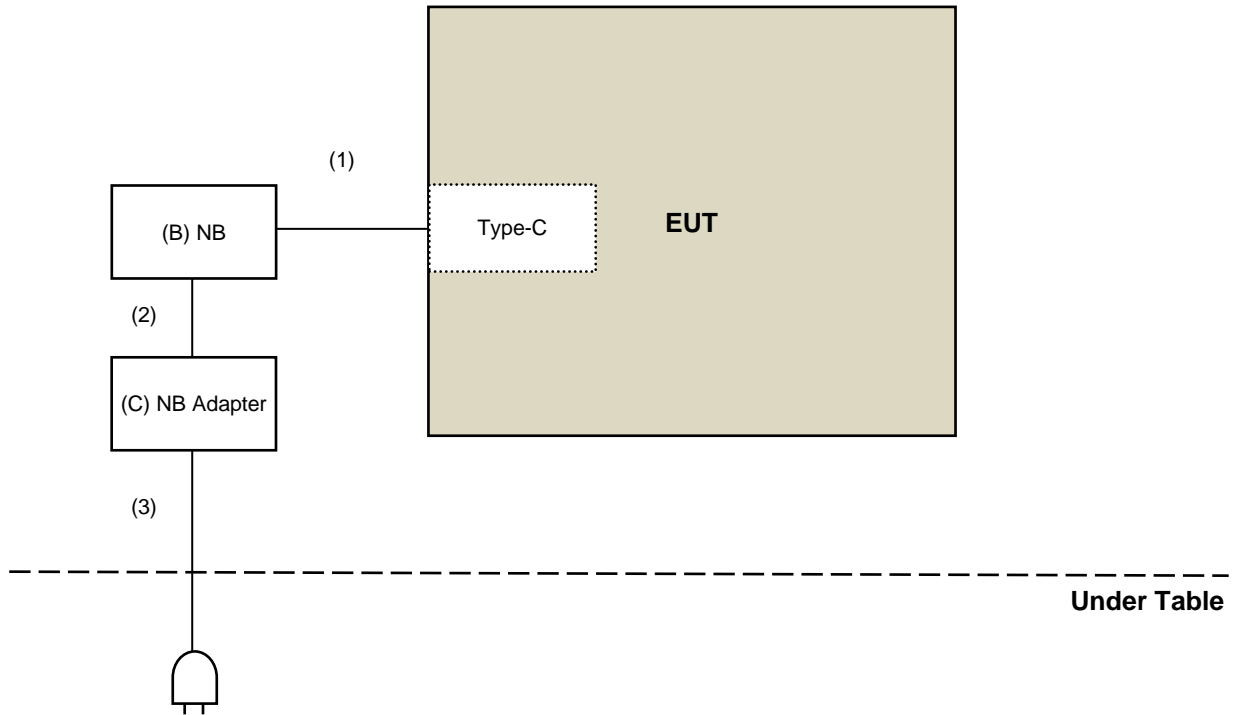 (1)
(B) NB
Type-C
EUT
(2)
(C) NB Adapter
(3)
Under Table